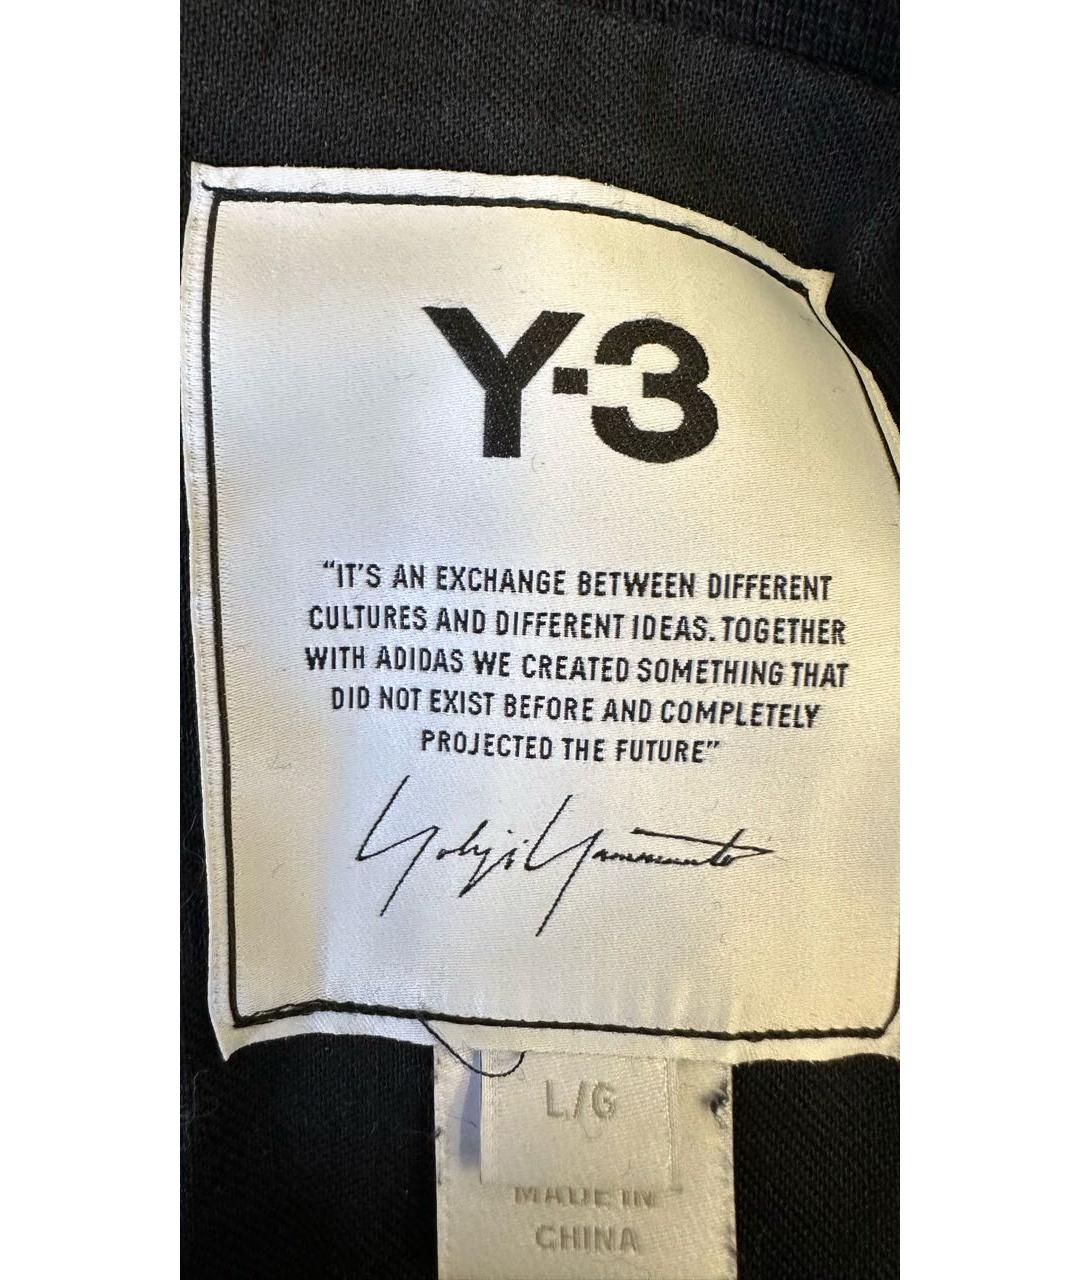 Y-3
“IT’S AN EXCHANGE BETWEEN DIFFERENT
CULTURES AND DIFFERENT IDEAS. TOGETHER
WITH ADIDAS WE CREATED SOMETHING THAT
DID NOT EXIST BEFORE AND COMPLETELY
PROJECTED THE FUTURE”
Yohji Yamamoto
L/G
MADE IN
CHINA